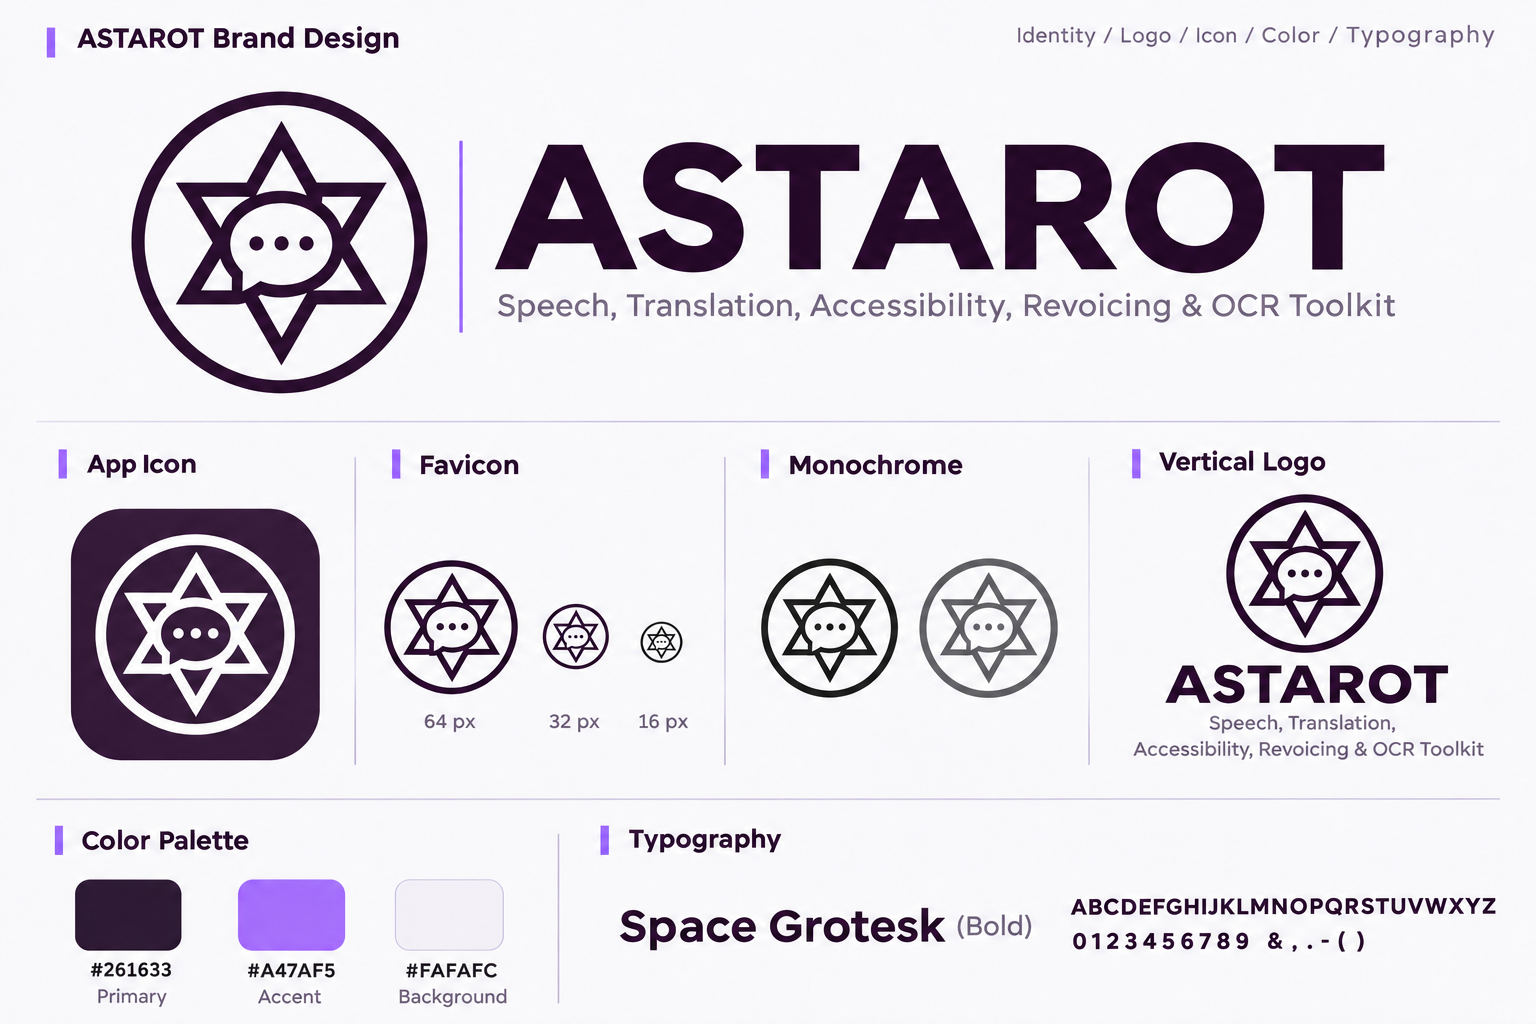 ASTAROT Brand Design
Identity / Logo / Icon / Color / Typography
ASTAROT
Speech, Translation, Accessibility, Revoicing & OCR Toolkit
App Icon
Favicon
64 px
32 px
16 px
Monochrome
Vertical Logo
ASTAROT
Speech, Translation,
Accessibility, Revoicing & OCR Toolkit
Color Palette
#261633
Primary
#A47AF5
Accent
#FAFAFC
Background
Typography
Space Grotesk (Bold)
ABCDEFGHIJKLMNOPQRSTUVWXYZ
0123456789 & , . - ( )